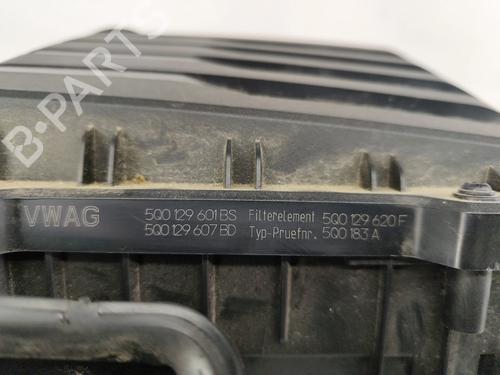 B-PARTS
VWAG 5Q0 129 601 BS Filterelement 5Q0 129 620 F
5Q0 129 607 BD Typ-Pruefnr. 5Q0 183 A